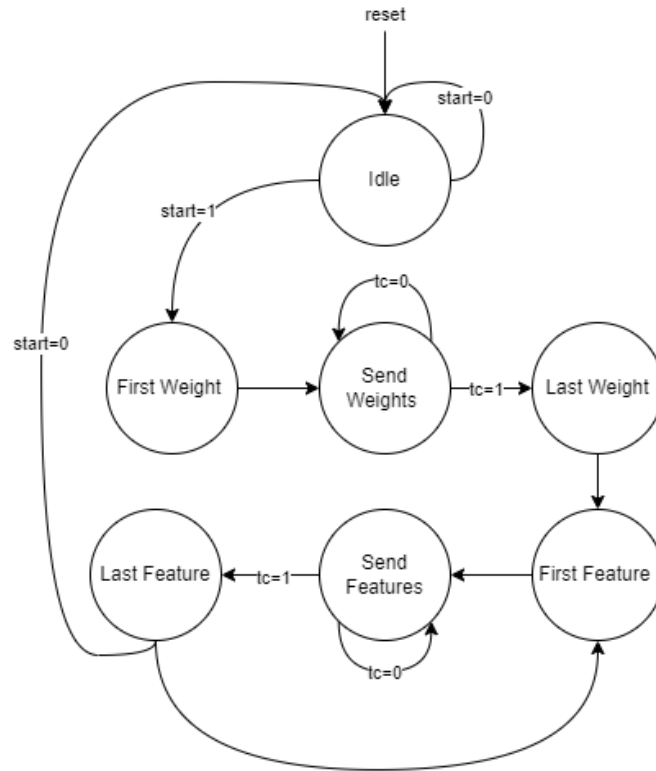 reset
start=0
Idle
start=1
tc=0
start=0
First Weight
Send
Weights
tc=1
Last Weight
Last Feature
tc=1
Send
Features
First Feature
tc=0